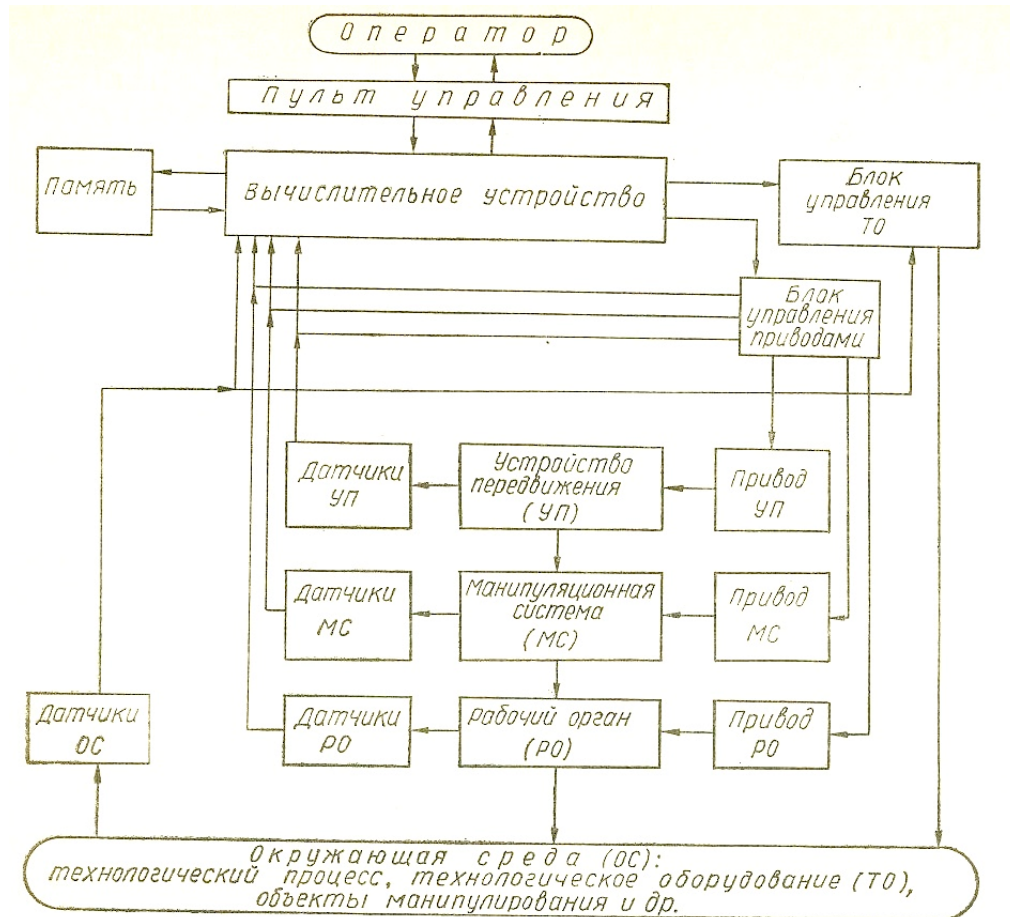 Оператор
Пульт управления
Память
Вычислительное устройство
Блок
управления
ТО
Блок
управления
приводами
Датчики
УП
Устройство
передвижения
(УП)
Привод
УП
Датчики
МС
Манипуляционная
система
(МС)
Привод
МС
Датчики
ОС
Датчики
РО
Рабочий орган
(РО)
Привод
РО
Окружающая среда (ОС):
технологический процесс, технологическое оборудование (ТО),
объекты манипулирования и др.